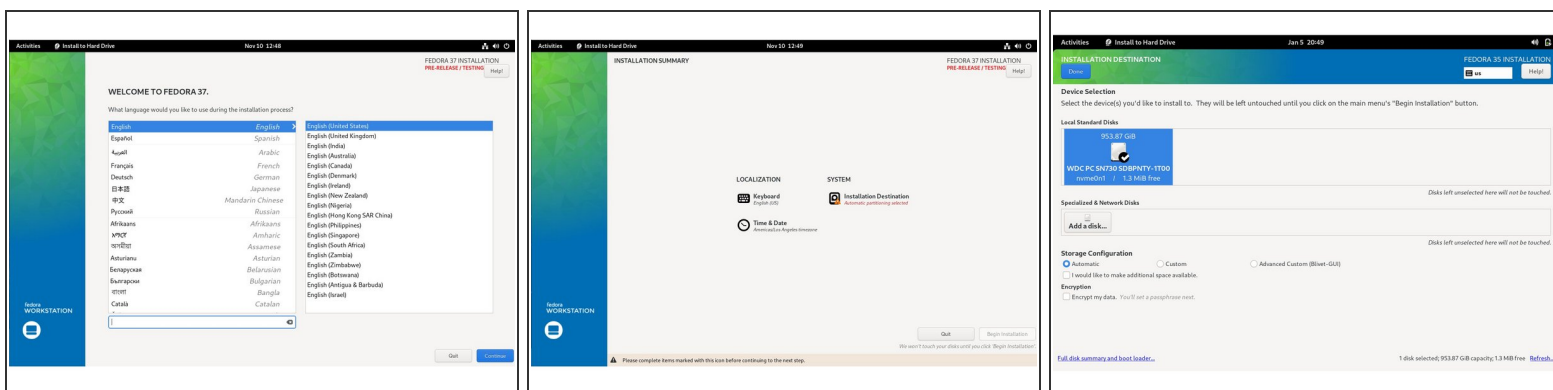 Activities Install to Hard Drive Nov 10 12:48
FEDORA 37 INSTALLATION
PRE-RELEASE / TESTING
Help!
WELCOME TO FEDORA 37.
What language would you like to use during the installation process?
English English
Español Spanish
العربية Arabic
Français French
Deutsch German
日本語 Japanese
中文 Mandarin Chinese
Русский Russian
Afrikaans Afrikaans
አማርኛ Amharic
অসমীয়া Assamese
Asturianu Asturian
Беларуская Belarusian
Български Bulgarian
বাংলা Bangla
Català Catalan
English (United States)
English (United Kingdom)
English (India)
English (Australia)
English (Canada)
English (Denmark)
English (Ireland)
English (New Zealand)
English (Nigeria)
English (Hong Kong SAR China)
English (Philippines)
English (Singapore)
English (South Africa)
English (Zambia)
English (Zimbabwe)
English (Botswana)
English (Antigua & Barbuda)
English (Israel)
fedora
WORKSTATION
Quit Continue
Activities Install to Hard Drive Nov 10 12:49
INSTALLATION SUMMARY
FEDORA 37 INSTALLATION
PRE-RELEASE / TESTING
Help!
LOCALIZATION
Keyboard
English (US)
Time & Date
Americas/Los Angeles timezone
SYSTEM
Installation Destination
Automatic partitioning selected
fedora
WORKSTATION
Quit Begin Installation
We won't touch your disks until you click 'Begin Installation'.
Please complete items marked with this icon before continuing to the next step.
Activities Install to Hard Drive Jan 5 20:49
INSTALLATION DESTINATION
FEDORA 35 INSTALLATION
Done
us
Help!
Device Selection
Select the device(s) you'd like to install to. They will be left untouched until you click on the main menu's "Begin Installation" button.
Local Standard Disks
953.87 GiB
WDC PC SN730 SDBPNTY-1T00
nvme0n1 / 1.3 MiB free
Disks left unselected here will not be touched.
Specialized & Network Disks
Add a disk...
Disks left unselected here will not be touched.
Storage Configuration
Automatic Custom Advanced Custom (Blivet-GUI)
I would like to make additional space available.
Encryption
Encrypt my data. You'll set a passphrase next.
Full disk summary and boot loader...
1 disk selected; 953.87 GiB capacity; 1.3 MiB free Refresh...